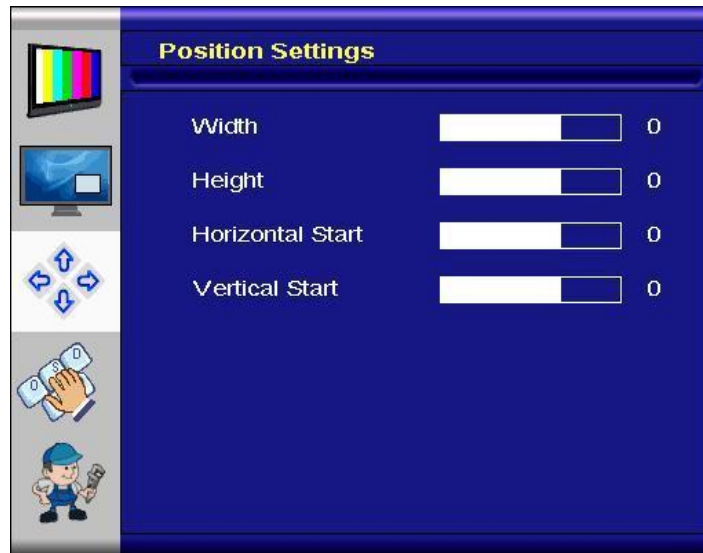 Position Settings
Width 0
Height 0
Horizontal Start 0
Vertical Start 0
O S D